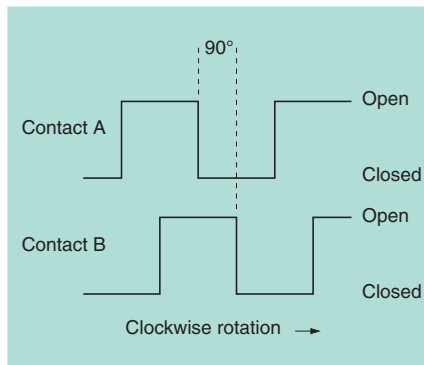 90°
Open
Contact A
Closed
Open
Contact B
Closed
Clockwise rotation